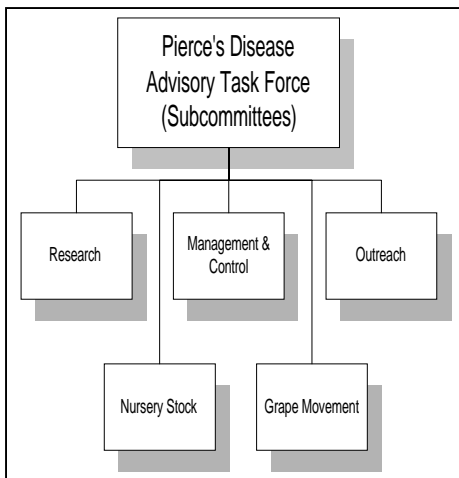 Pierce's Disease
Advisory Task Force
(Subcommittees)
Research
Management &
Control
Outreach
Nursery Stock
Grape Movement